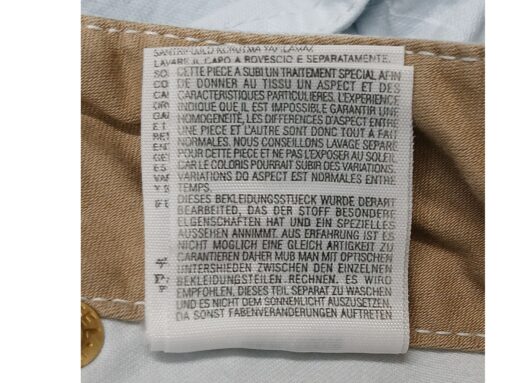 LAVARE IL CAPO A ROVESCIO E SEPARATAMENTE.
CETTE PIECE A SUBI UN TRAITEMENT SPECIAL AFIN
DE DONNER AU TISSU UN ASPECT ET DES
CARACTERISTIQUES PARTICULIERES. L'EXPERIENCE
INDIQUE QUE IL EST IMPOSSIBLE GARANTIR UNE
HOMOGENEITÉ, LES DIFFERENCES D'ASPECT ENTRE
UNE PIECE ET L'AUTRE SONT DONC TOUT A FAIT
NORMALES. NOUS CONSEILLONS LAVAGE SEPARE
POUR CETTE PIECE ET NE PAS L'EXPOSER AU SOLEIL
CAR LE COLORIS POURRAIT SUBIR DES VARIATIONS.
VARIATIONS DO ASPECT EST NORMALES ENTRE
TEMPS.
DIESES BEKLEIDUNGSSTUECK WURDE DERART
BEARBEITED, DAS DER STOFF BESONDERE
EIGENSCHAFTEN HAT UND EIN SPEZIELLES
AUSSEHEN ANNIMMT. AUS ERFAHRUNG IST ES
NICHT MOGLICH EINE GLEICH ARTIGKEIT ZU
GARANTIEREN DAHER MUB MAN MIT OPTISCHEN
UNTERSHIEDEN ZWISCHEN DEN EINZELNEN
BEKLEIDUNGSTEILEN RECHNEN. ES WIRD
EMPFOHLEN, DIESES TEIL SEPARAT ZU WASCHEN
UND ES NICHT DEM SONNENLICHT AUSZUSETZEN,
DA SONST FABENVERANDERUNGEN AUFTRETEN